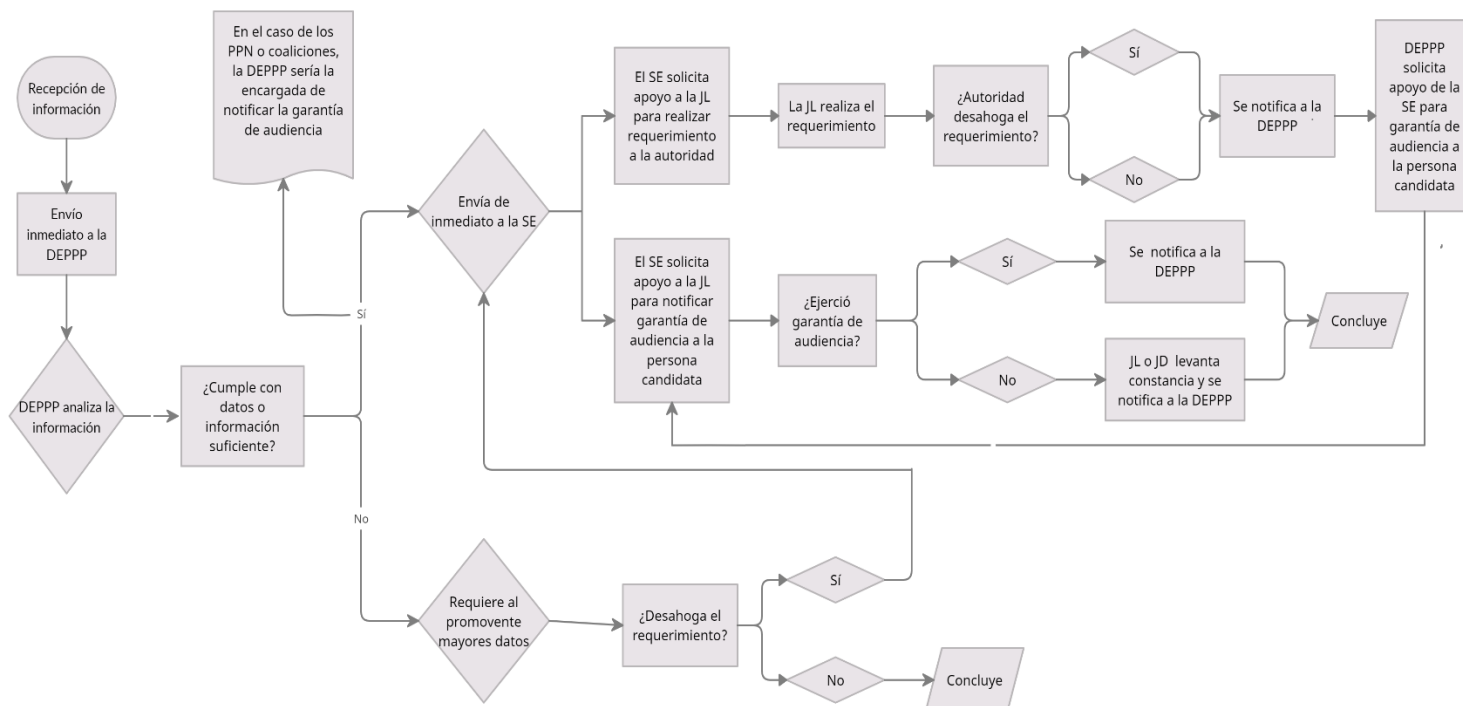 Recepción de
información
Envío
inmediato a la
DEPPP
DEPPP analiza la
información
En el caso de los
PPN o coaliciones,
la DEPPP sería la
encargada de
notificar la garantía
de audiencia
¿Cumple con
datos o
información
suficiente?
Sí
No
Envía de
inmediato a la SE
El SE solicita
apoyo a la JL
para realizar
requerimiento
a la autoridad
La JL realiza el
requerimiento
¿Autoridad
desahoga el
requerimiento?
Sí
No
Se notifica a la
DEPPP
DEPPP
solicita
apoyo de la
SE para
garantía de
audiencia a
la persona
candidata
El SE solicita
apoyo a la JL
para notificar
garantía de
audiencia a la
persona
candidata
¿Ejerció
garantía de
audiencia?
Sí
No
Se notifica a la
DEPPP
JL o JD levanta
constancia y se
notifica a la DEPPP
Concluye
Requiere al
promovente
mayores datos
¿Desahoga el
requerimiento?
Sí
No
Concluye